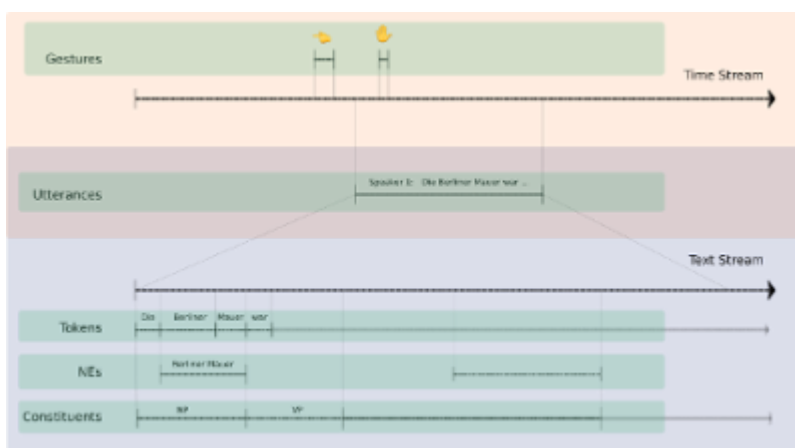 Gestures
Time Stream
Utterances
Speaker 1: Die Berliner Mauer war ...
Text Stream
Die Berliner Mauer war
Tokens
Berliner Mauer
NEs
NP VP
Constituents